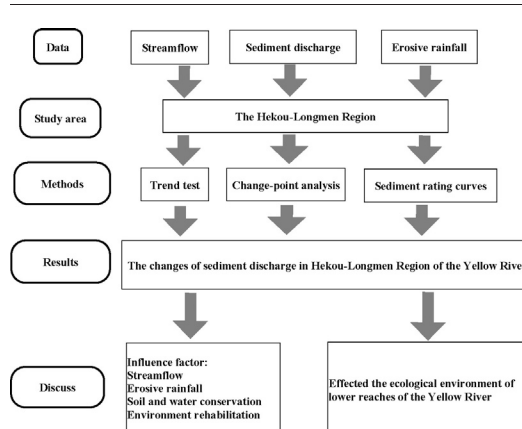 Data
Streamflow
Sediment discharge
Erosive rainfall
Study area
The Hekou-Longmen Region
Methods
Trend test
Change-point analysis
Sediment rating curves
Results
The changes of sediment discharge in Hekou-Longmen Region of the Yellow River
Discuss
Influence factor:
Streamflow
Erosive rainfall
Soil and water conservation
Environment rehabilitation
Effected the ecological environment of
lower reaches of the Yellow River